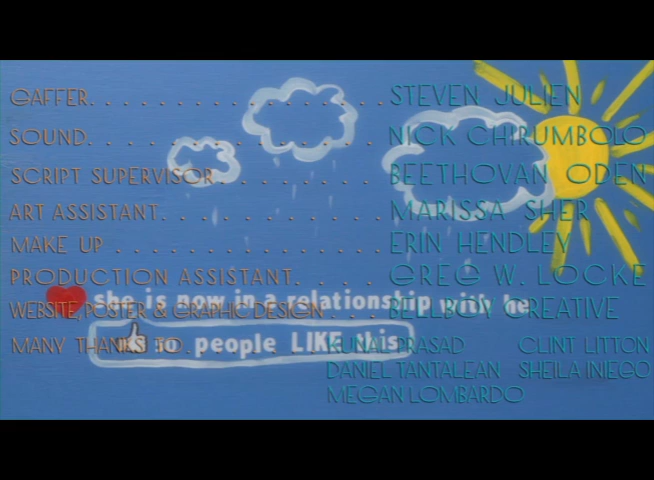 GAFFER. . . . . . . . . . . . . . . . . . . STEVEN JULIEN
SOUND. . . . . . . . . . . . . . . . . . . NICK CHIRUMBOLO
SCRIPT SUPERVISOR. . . . . . . . . . BEETHOVAN ODEN
ART ASSISTANT. . . . . . . . . . . . . MARISSA SHER
MAKE UP . . . . . . . . . . . . . . . . . ERIN HENDLEY
PRODUCTION ASSISTANT. . . . . GREG W. LOCKE
she is now in a relationship with he
WEBSITE, POSTER & GRAPHIC DESIGN . . . BELLBOY CREATIVE
people LIKE this
MANY THANKS TO. . . . . . . . . KUNAL PRASAD CLINT LITTON
DANIEL TANTALEAN SHEILA INIEGO
MEGAN LOMBARDO